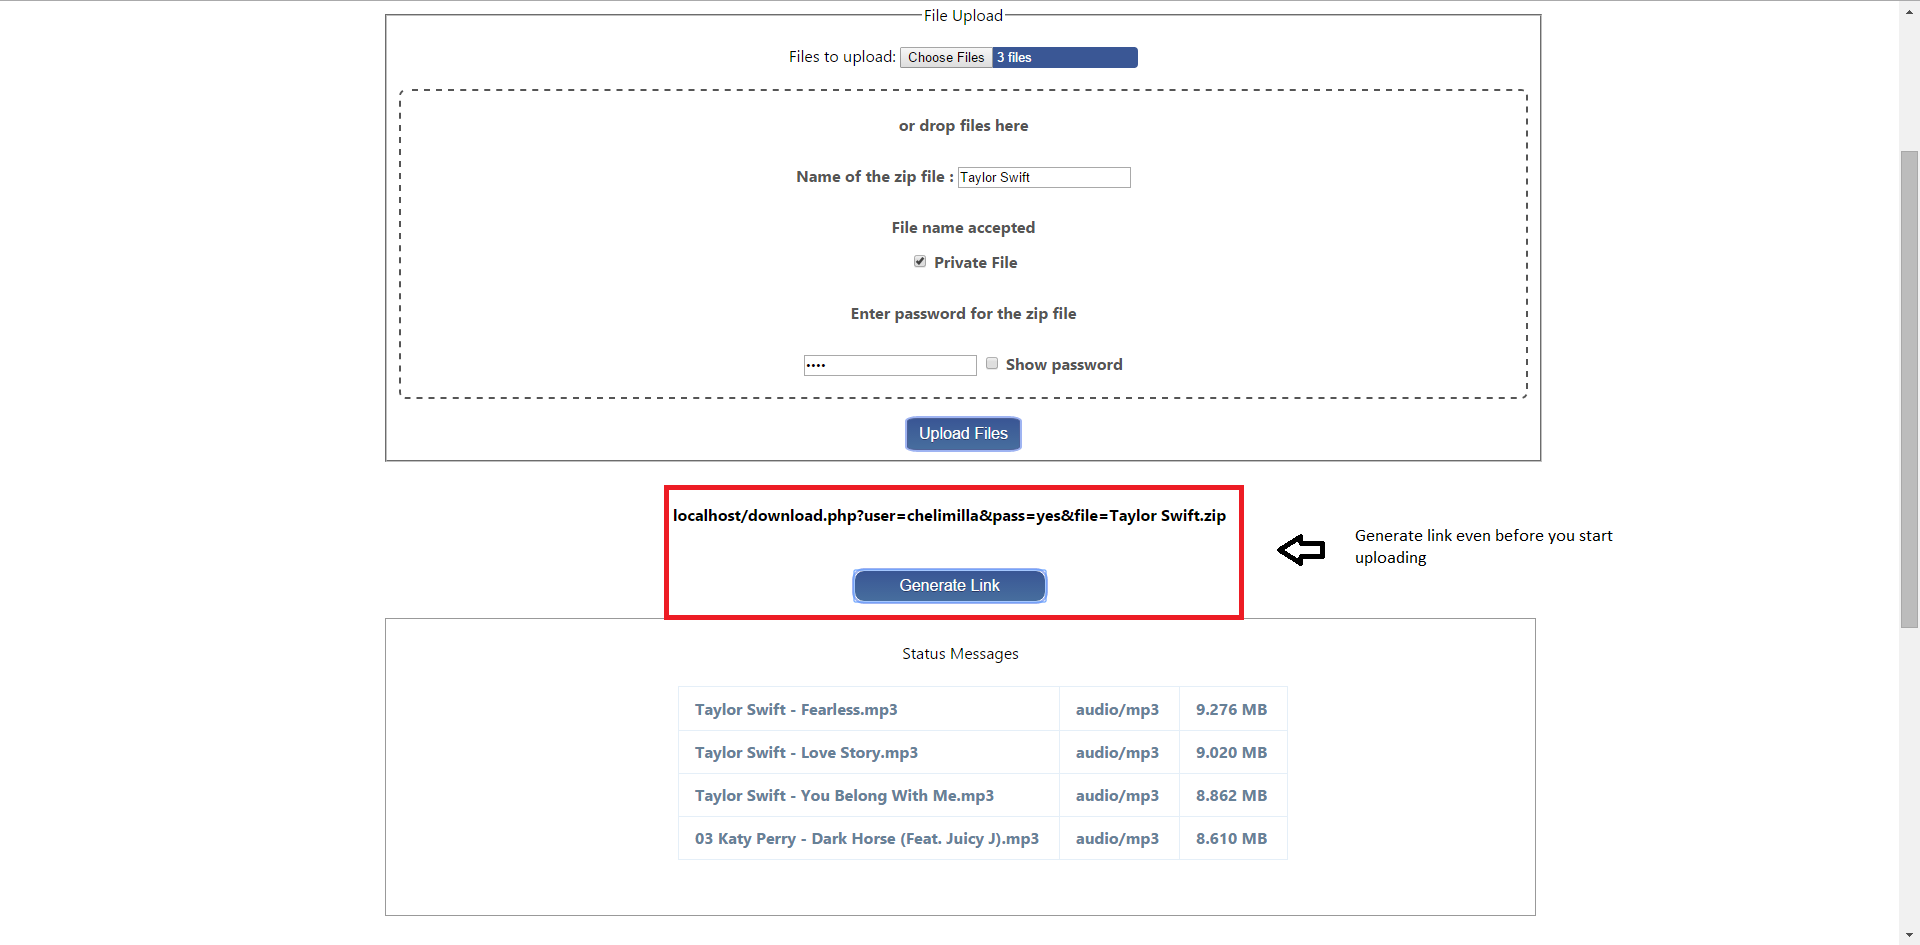 File Upload
Files to upload: Choose Files 3 files
or drop files here
Name of the zip file : Taylor Swift
File name accepted
Private File
Enter password for the zip file
•••• Show password
Upload Files
localhost/download.php?user=chelimilla&pass=yes&file=Taylor Swift.zip
Generate link even before you start
uploading
Generate Link
Status Messages
Taylor Swift - Fearless.mp3 audio/mp3 9.276 MB
Taylor Swift - Love Story.mp3 audio/mp3 9.020 MB
Taylor Swift - You Belong With Me.mp3 audio/mp3 8.862 MB
03 Katy Perry - Dark Horse (Feat. Juicy J).mp3 audio/mp3 8.610 MB